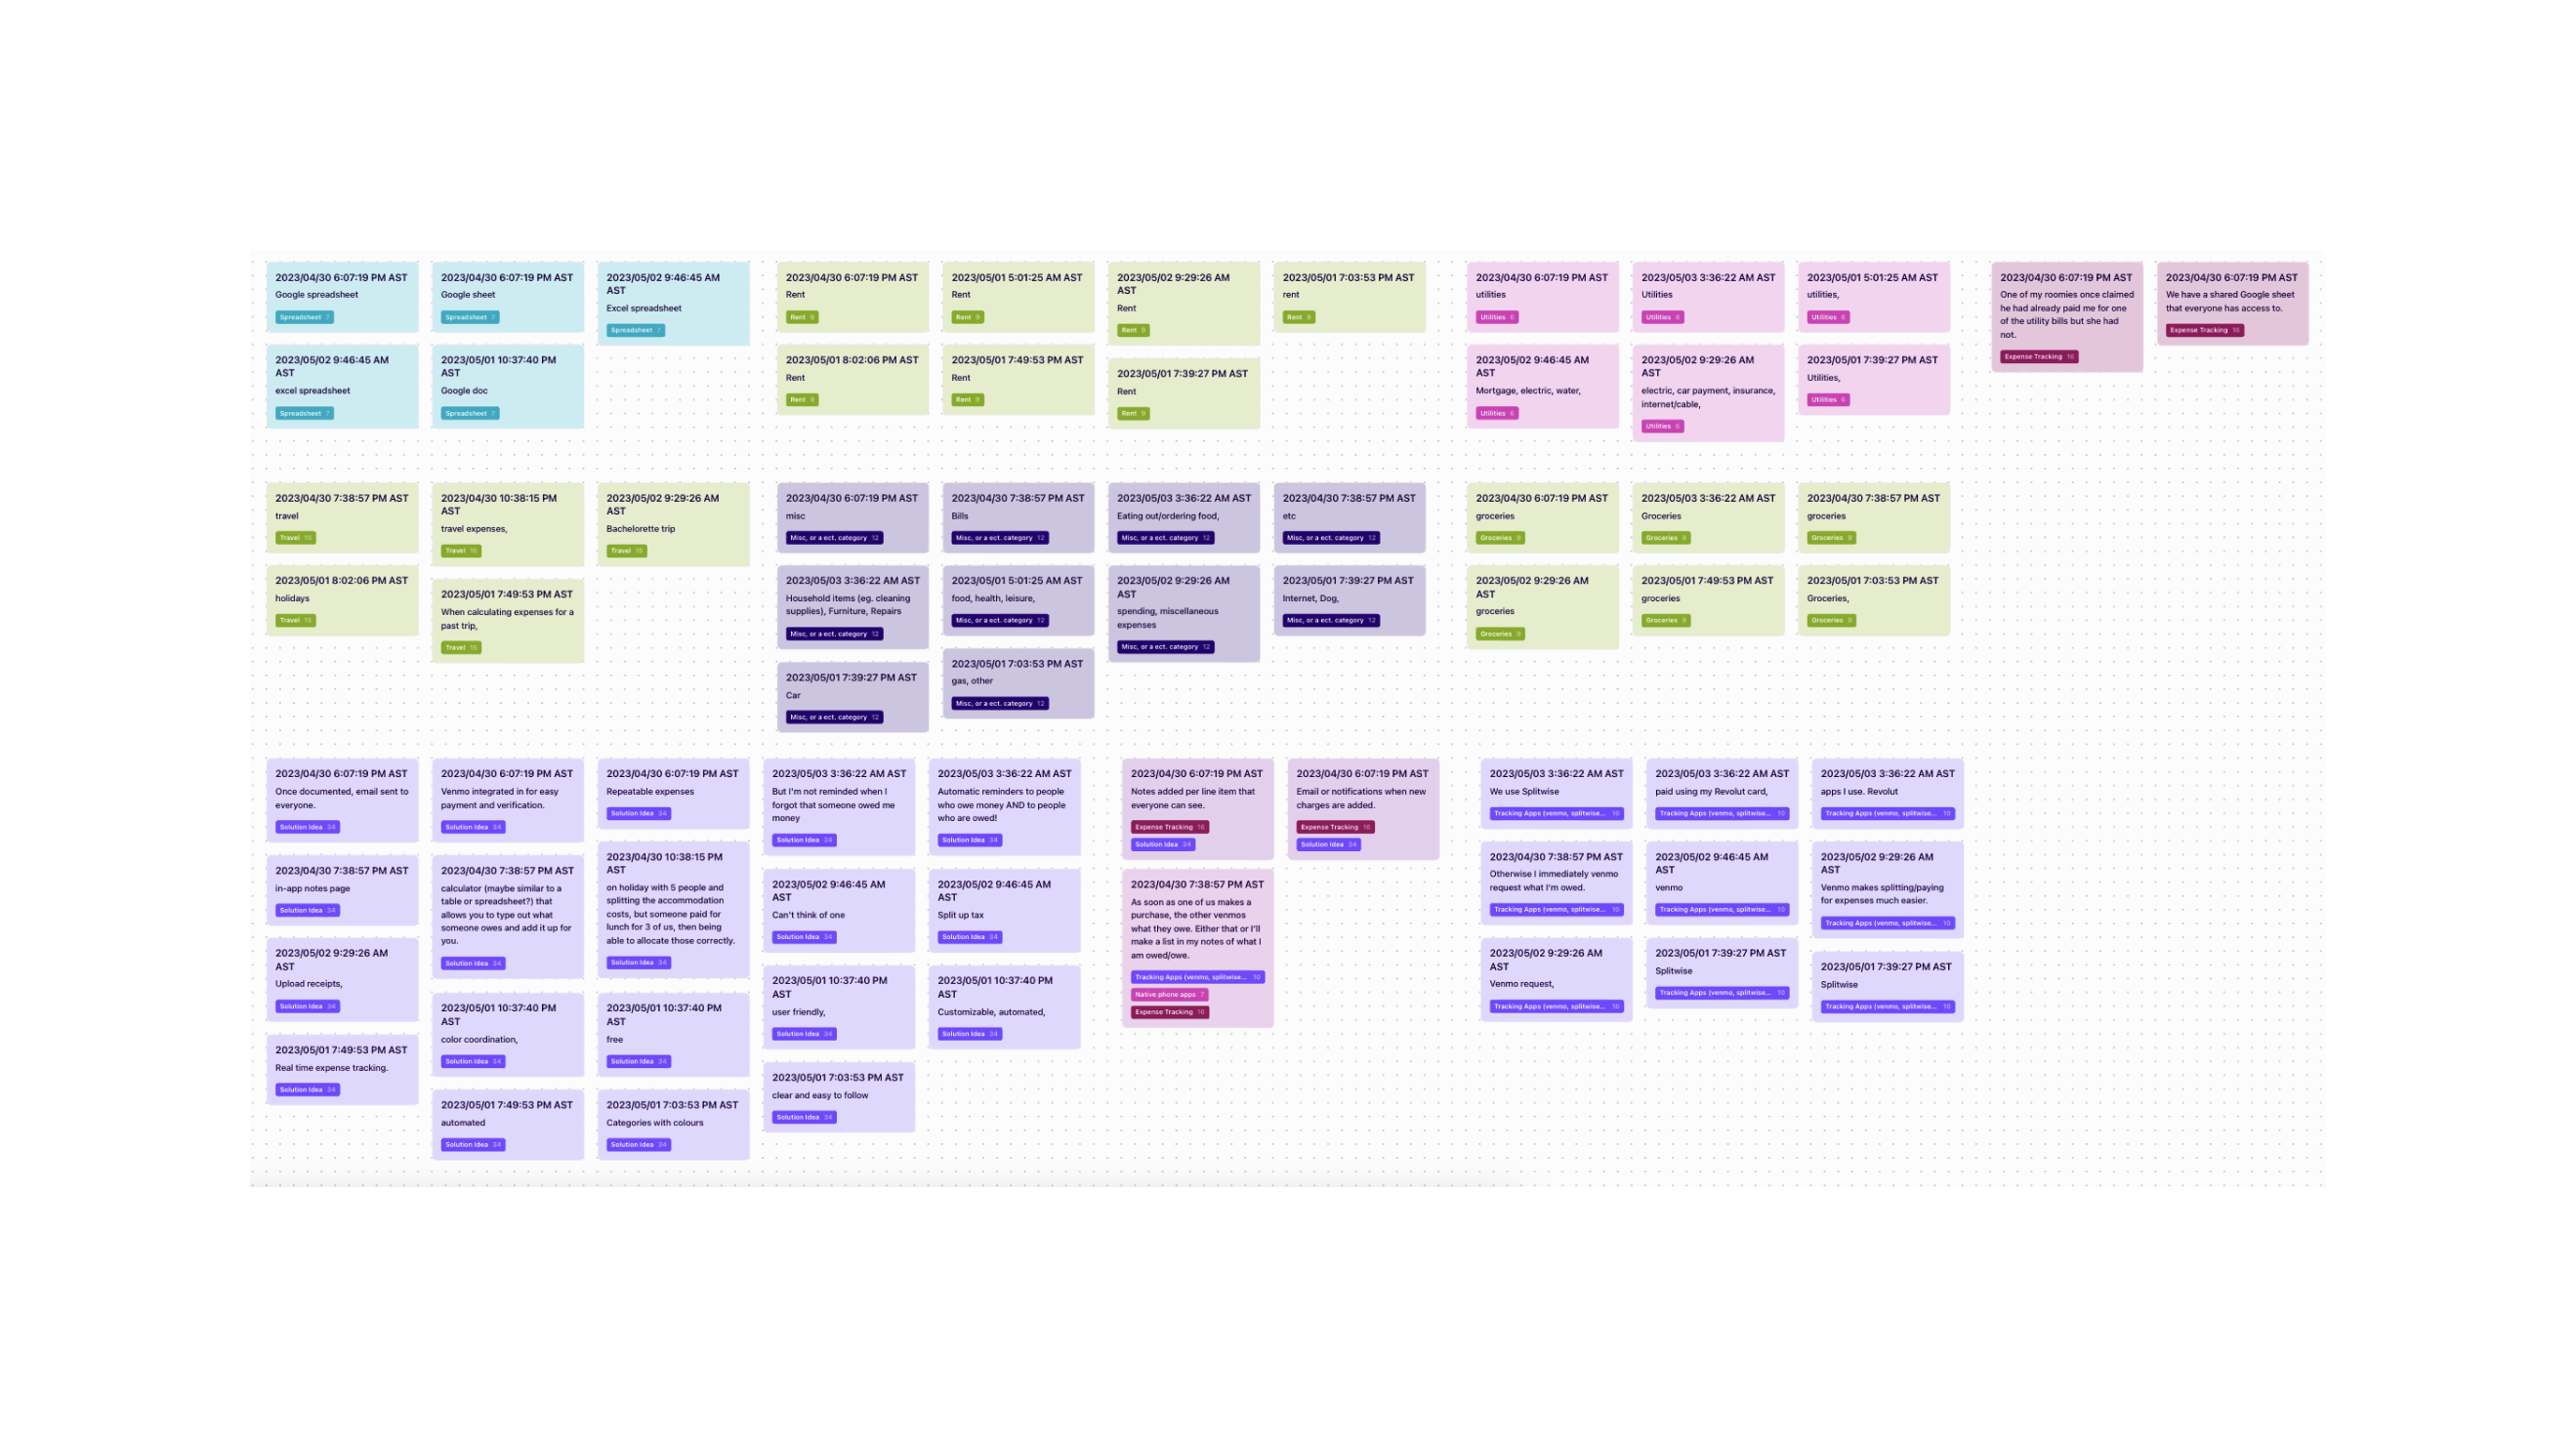 2023/04/30 6:07:19 PM AST
Google spreadsheet
Spreadsheet 7
2023/04/30 6:07:19 PM AST
Google sheet
Spreadsheet 7
2023/05/02 9:46:45 AM
AST
Excel spreadsheet
Spreadsheet 7
2023/05/02 9:46:45 AM
AST
excel spreadsheet
Spreadsheet 7
2023/05/01 10:37:40 PM
AST
Google doc
Spreadsheet 7
2023/04/30 6:07:19 PM AST
Rent
Rent 9
2023/05/01 5:01:25 AM AST
Rent
Rent 9
2023/05/02 9:29:26 AM
AST
Rent
Rent 9
2023/05/01 7:03:53 PM AST
rent
Rent 9
2023/05/01 8:02:06 PM AST
Rent
Rent 9
2023/05/01 7:49:53 PM AST
Rent
Rent 9
2023/05/01 7:39:27 PM AST
Rent
Rent 9
2023/04/30 6:07:19 PM AST
utilities
Utilities 6
2023/05/03 3:36:22 AM AST
Utilities
Utilities 6
2023/05/01 5:01:25 AM AST
utilities,
Utilities 6
2023/05/02 9:46:45 AM
AST
Mortgage, electric, water,
Utilities 6
2023/05/02 9:29:26 AM
AST
electric, car payment, insurance,
internet/cable,
Utilities 6
2023/05/01 7:39:27 PM AST
Utilities,
Utilities 6
2023/04/30 6:07:19 PM AST
One of my roomies once claimed
he had already paid me for one
of the utility bills but she had
not.
Expense Tracking 16
2023/04/30 6:07:19 PM AST
We have a shared Google sheet
that everyone has access to.
Expense Tracking 16
2023/04/30 7:38:57 PM AST
travel
Travel 15
2023/04/30 10:38:15 PM
AST
travel expenses,
Travel 15
2023/05/02 9:29:26 AM
AST
Bachelorette trip
Travel 15
2023/05/01 8:02:06 PM AST
holidays
Travel 15
2023/05/01 7:49:53 PM AST
When calculating expenses for a
past trip,
Travel 15
2023/04/30 6:07:19 PM AST
misc
Misc, or a ect. category 12
2023/04/30 7:38:57 PM AST
Bills
Misc, or a ect. category 12
2023/05/03 3:36:22 AM AST
Eating out/ordering food,
Misc, or a ect. category 12
2023/04/30 7:38:57 PM AST
etc
Misc, or a ect. category 12
2023/05/03 3:36:22 AM AST
Household items (eg. cleaning
supplies), Furniture, Repairs
Misc, or a ect. category 12
2023/05/01 5:01:25 AM AST
food, health, leisure,
Misc, or a ect. category 12
2023/05/02 9:29:26 AM
AST
spending, miscellaneous
expenses
Misc, or a ect. category 12
2023/05/01 7:39:27 PM AST
Internet, Dog,
Misc, or a ect. category 12
2023/05/01 7:39:27 PM AST
Car
Misc, or a ect. category 12
2023/05/01 7:03:53 PM AST
gas, other
Misc, or a ect. category 12
2023/04/30 6:07:19 PM AST
groceries
Groceries 9
2023/05/03 3:36:22 AM AST
Groceries
Groceries 9
2023/04/30 7:38:57 PM AST
groceries
Groceries 9
2023/05/02 9:29:26 AM
AST
groceries
Groceries 9
2023/05/01 7:49:53 PM AST
groceries
Groceries 9
2023/05/01 7:03:53 PM AST
Groceries,
Groceries 9
2023/04/30 6:07:19 PM AST
Once documented, email sent to
everyone.
Solution Idea 34
2023/04/30 6:07:19 PM AST
Venmo integrated in for easy
payment and verification.
Solution Idea 34
2023/04/30 6:07:19 PM AST
Repeatable expenses
Solution Idea 34
2023/05/03 3:36:22 AM AST
But I'm not reminded when I
forgot that someone owed me
money
Solution Idea 34
2023/05/03 3:36:22 AM AST
Automatic reminders to people
who owe money AND to people
who are owed!
Solution Idea 34
2023/04/30 7:38:57 PM AST
in-app notes page
Solution Idea 34
2023/04/30 7:38:57 PM AST
calculator (maybe similar to a
table or spreadsheet?) that
allows you to type out what
someone owes and add it up for
you.
Solution Idea 34
2023/04/30 10:38:15 PM
AST
on holiday with 5 people and
splitting the accommodation
costs, but someone paid for
lunch for 3 of us, then being
able to allocate those correctly.
Solution Idea 34
2023/05/02 9:46:45 AM
AST
Can't think of one
Solution Idea 34
2023/05/02 9:46:45 AM
AST
Split up tax
Solution Idea 34
2023/05/02 9:29:26 AM
AST
Upload receipts,
Solution Idea 34
2023/05/01 10:37:40 PM
AST
color coordination,
Solution Idea 34
2023/05/01 10:37:40 PM
AST
free
Solution Idea 34
2023/05/01 10:37:40 PM
AST
user friendly,
Solution Idea 34
2023/05/01 10:37:40 PM
AST
Customizable, automated,
Solution Idea 34
2023/05/01 7:49:53 PM AST
Real time expense tracking.
Solution Idea 34
2023/05/01 7:49:53 PM AST
automated
Solution Idea 34
2023/05/01 7:03:53 PM AST
Categories with colours
Solution Idea 34
2023/05/01 7:03:53 PM AST
clear and easy to follow
Solution Idea 34
2023/04/30 6:07:19 PM AST
Notes added per line item that
everyone can see.
Expense Tracking 16
Solution Idea 34
2023/04/30 6:07:19 PM AST
Email or notifications when new
charges are added.
Expense Tracking 16
Solution Idea 34
2023/04/30 7:38:57 PM AST
As soon as one of us makes a
purchase, the other venmos
what they owe. Either that or I'll
make a list in my notes of what I
am owed/owe.
Tracking Apps (venmo, splitwise... 10
Native phone apps 7
Expense Tracking 16
2023/05/03 3:36:22 AM AST
We use Splitwise
Tracking Apps (venmo, splitwise... 10
2023/05/03 3:36:22 AM AST
paid using my Revolut card,
Tracking Apps (venmo, splitwise... 10
2023/05/03 3:36:22 AM AST
apps I use. Revolut
Tracking Apps (venmo, splitwise... 10
2023/04/30 7:38:57 PM AST
Otherwise I immediately venmo
request what I'm owed.
Tracking Apps (venmo, splitwise... 10
2023/05/02 9:46:45 AM
AST
venmo
Tracking Apps (venmo, splitwise... 10
2023/05/02 9:29:26 AM
AST
Venmo makes splitting/paying
for expenses much easier.
Tracking Apps (venmo, splitwise... 10
2023/05/02 9:29:26 AM
AST
Venmo request,
Tracking Apps (venmo, splitwise... 10
2023/05/01 7:39:27 PM AST
Splitwise
Tracking Apps (venmo, splitwise... 10
2023/05/01 7:39:27 PM AST
Splitwise
Tracking Apps (venmo, splitwise... 10